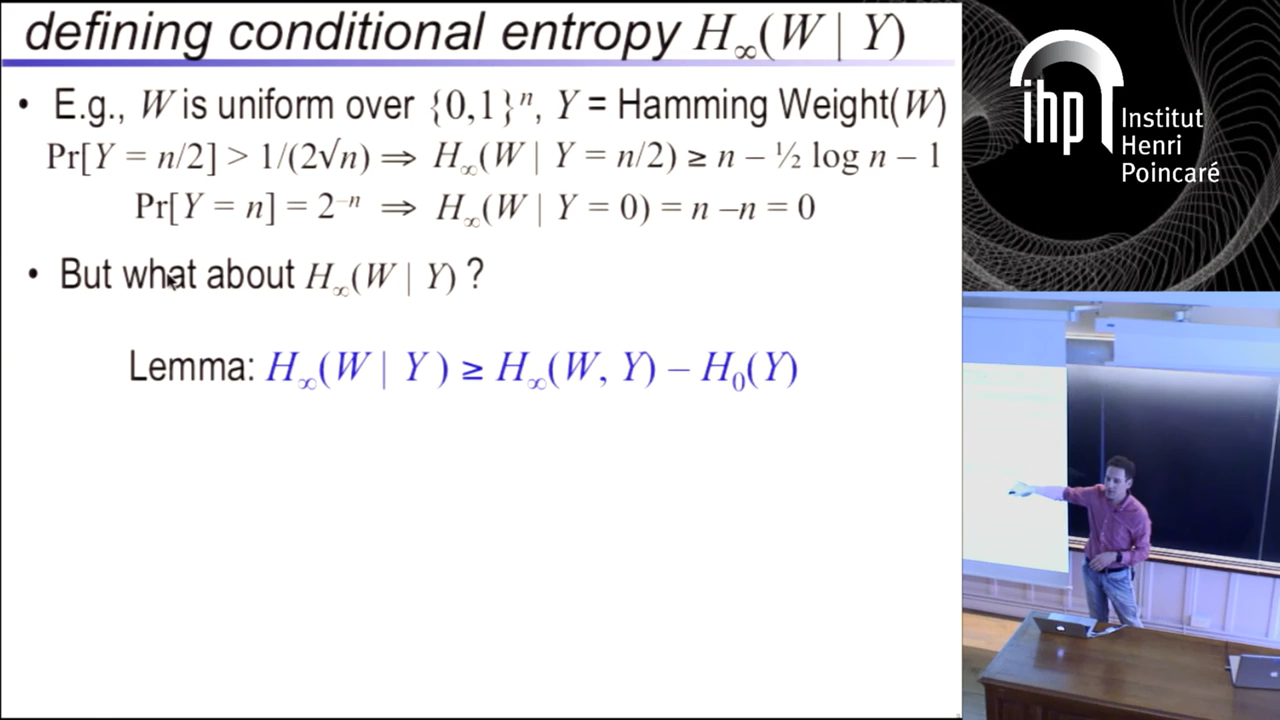 defining conditional entropy H∞(W | Y)
• E.g., W is uniform over {0,1}ⁿ, Y = Hamming Weight(W)
Pr[Y = n/2] > 1/(2√n) ⇒ H∞(W | Y = n/2) ≥ n – ½ log n – 1
Pr[Y = n] = 2⁻ⁿ ⇒ H∞(W | Y = 0) = n –n = 0
• But what about H∞(W | Y) ?
Lemma: H∞(W | Y ) ≥ H∞(W, Y) – H₀(Y)
ihp
Institut
Henri
Poincaré